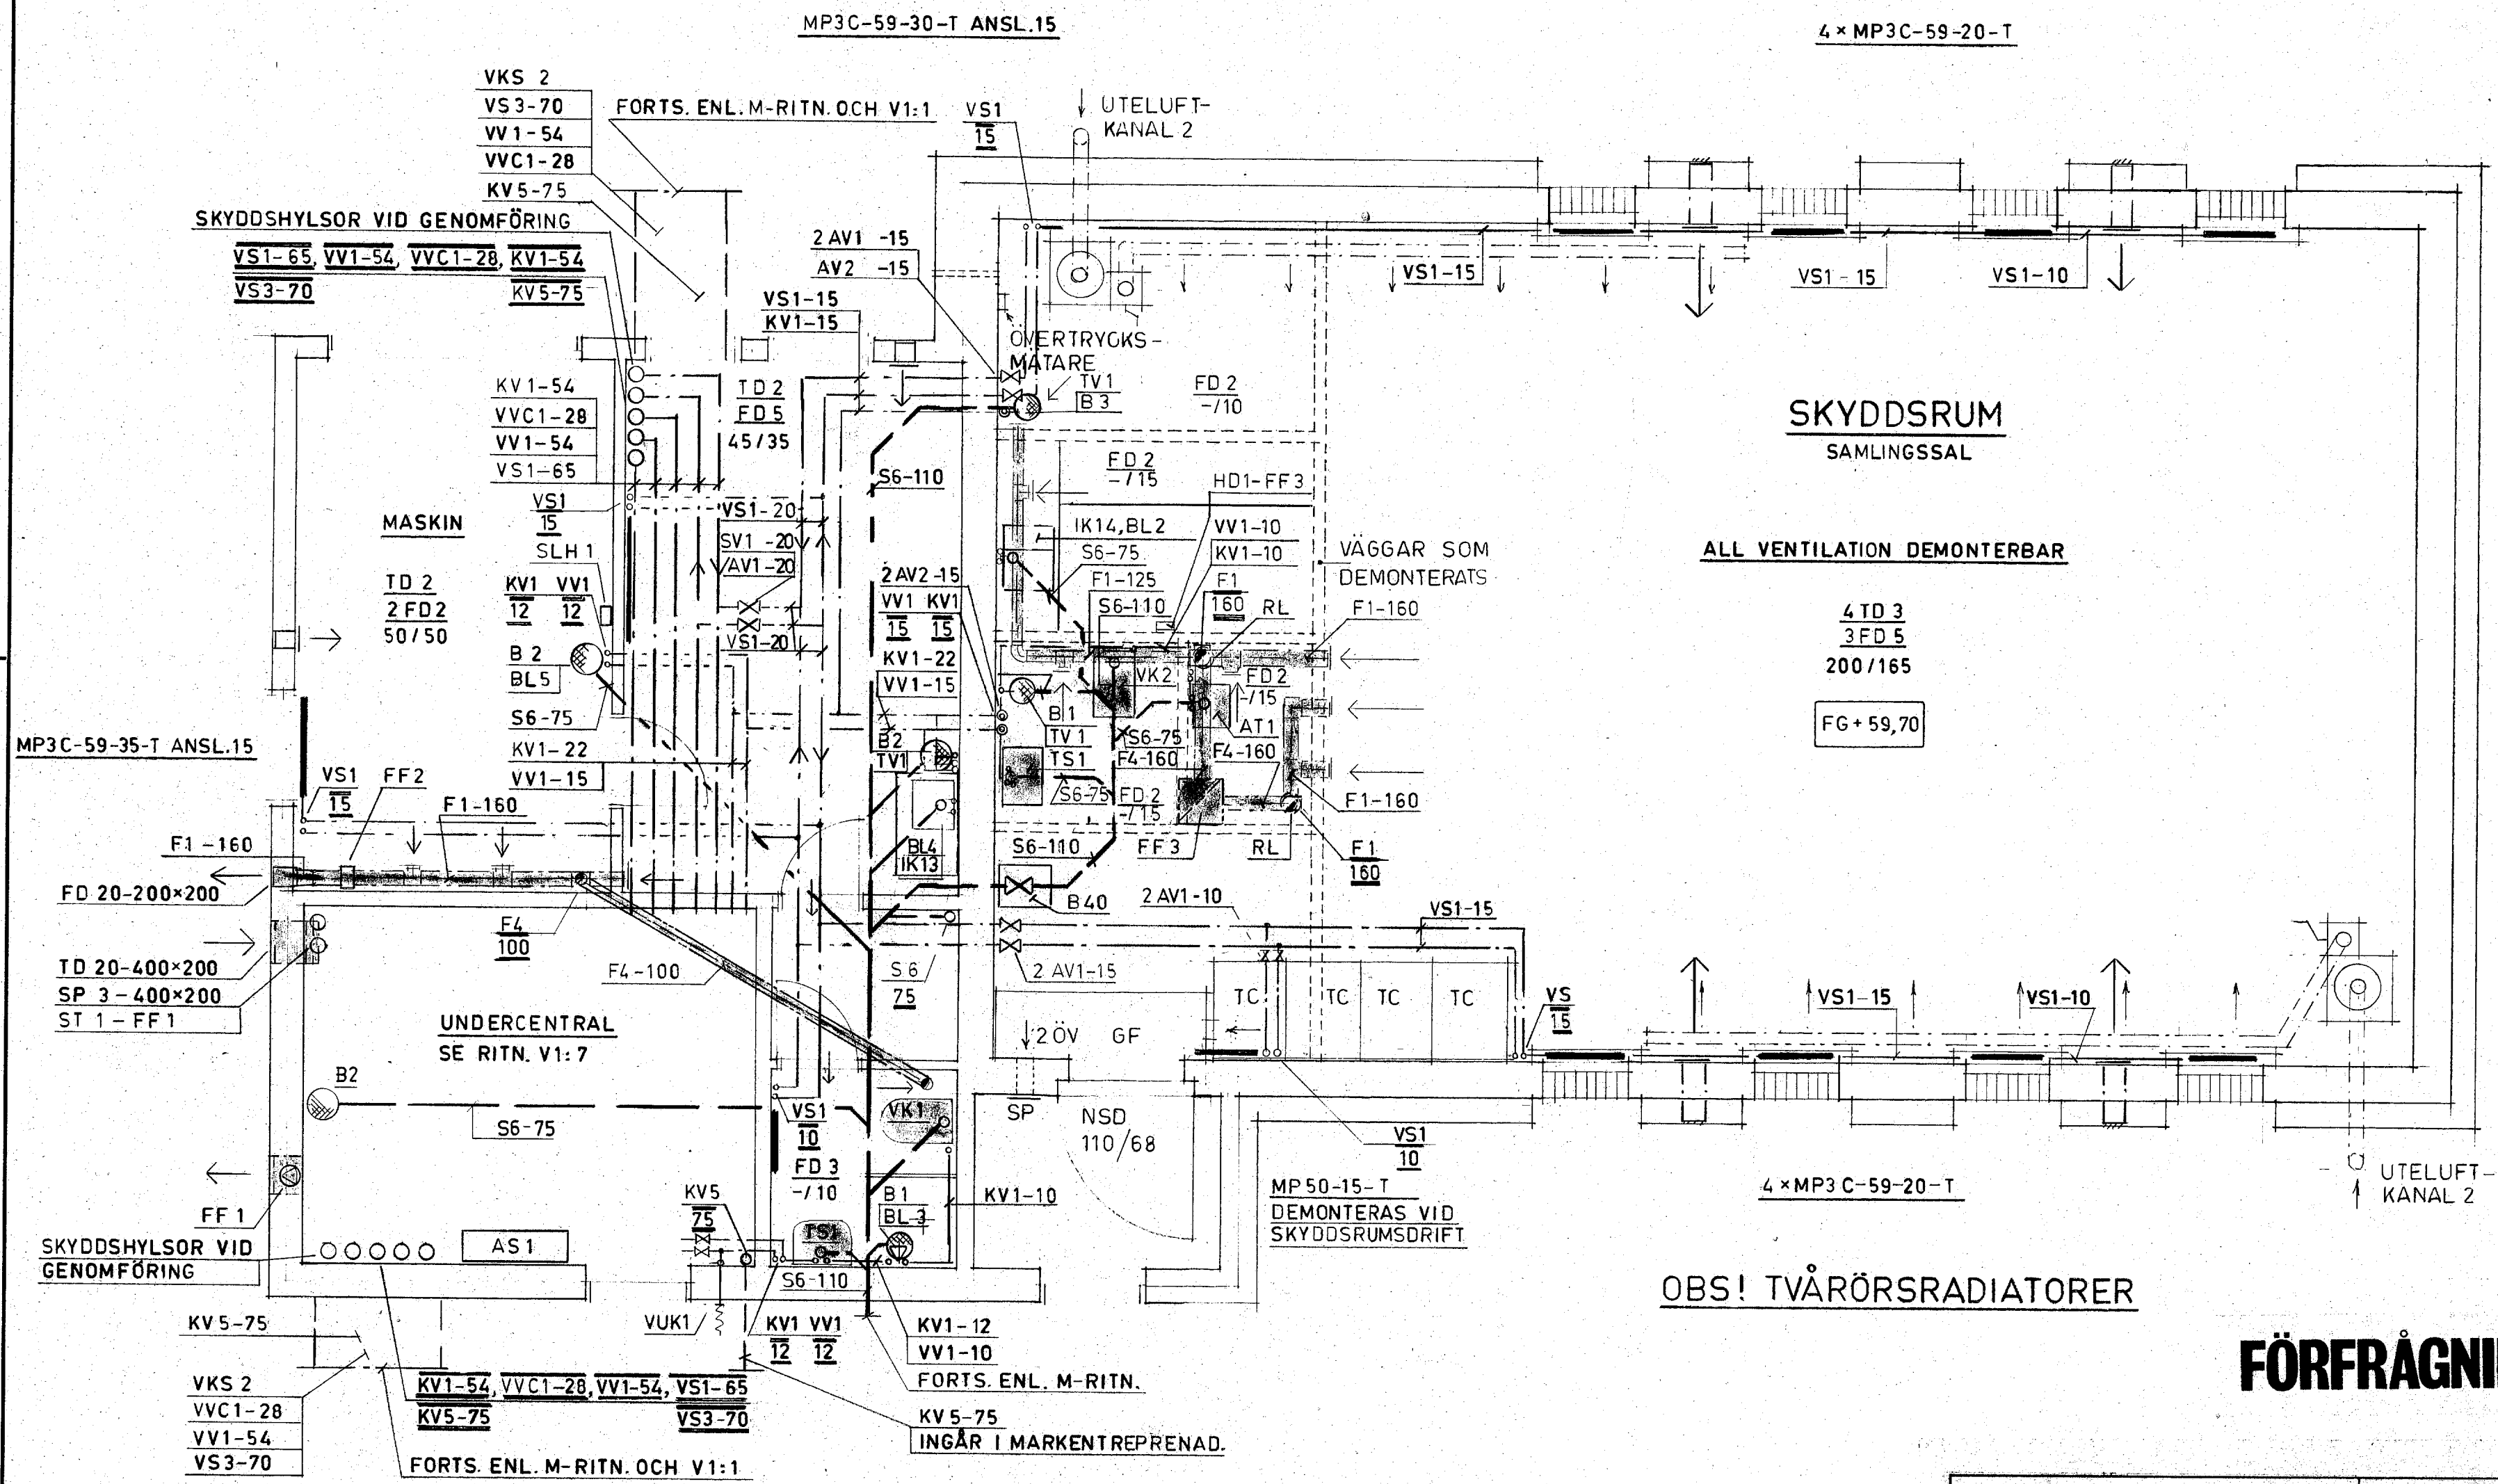 MP3C-59-30-T ANSL.15
4×MP3C-59-20-T
VKS 2
VS3-70
VV1-54
VVC1-28
KV5-75
FORTS. ENL. M-RITN. OCH V1:1
VS1
15
UTELUFT-
KANAL 2
SKYDDSHYLSOR VID GENOMFÖRING
VS1-65, VV1-54, VVC1-28, KV1-54
VS3-70
KV5-75
2 AV1 -15
AV2 -15
VS1-15
KV1-15
ÖVERTRYCKS-
MÄTARE
VS1-15
VS1-15
VS1-10
KV1-54
VVC1-28
VV1-54
VS1-65
TD 2
FD 5
45/35
TV1
B3
FD 2
-/10
SKYDDSRUM
SAMLINGSSAL
MASKIN
VS1
15
SLH 1
S6-110
FD 2
-/15
HD1-FF3
VS1-20
SV1 -20
AV1-20
VS1-20
IK14,BL2
S6-75
F1-125
S6-110
VV1-10
KV1-10
F1
160
RL
VÄGGAR SOM
DEMONTERATS
F1-160
ALL VENTILATION DEMONTERBAR
TD 2
2 FD2
50/50
KV1 VV1
12 12
2 AV2-15
VV1 KV1
15 15
4 TD 3
3 FD 5
200/165
B 2
BL5
S6-75
KV1-22
VV1-15
VK2
FD 2
-/15
B1
TV1
TS1
AT1
S6-75
F4-160
F4-160
FG+59,70
MP3C-59-35-T ANSL.15
KV1-22
VV1-15
B2
TV1
VS1
15
FF2
F1-160
S6-75
FD 2
-/15
F1-160
F1-160
BL4
IK13
S6-110
FF3
RL
F1
160
FD 20-200×200
F4
100
B40
2 AV1-10
VS1-15
TD 20-400×200
SP 3-400×200
ST 1-FF1
F4-100
S6
75
2 AV1-15
TC
TC
TC
TC
VS
15
VS1-15
VS1-10
UNDERCENTRAL
SE RITN. V1:7
2 ÖV
GF
B2
S6-75
VS1
10
VK1
SP
NSD
110/68
VS1
10
FD 3
-/10
FF1
KV5
75
B1
BL3
KV1-10
MP50-15-T
DEMONTERAS VID
SKYDDSRUMSDRIFT
4×MP3C-59-20-T
UTELUFT-
KANAL 2
SKYDDSHYLSOR VID
GENOMFÖRING
AS1
TS1
S6-110
OBS! TVÅRÖRSRADIATORER
KV5-75
VUK1
KV1 VV1
12 12
KV1-12
VV1-10
FORTS. ENL. M-RITN.
VKS 2
VVC1-28
VV1-54
VS3-70
KV1-54, VVC1-28, VV1-54, VS1-65
KV5-75
VS3-70
KV5-75
INGÅR I MARKENTREPRENAD.
FORTS. ENL. M-RITN. OCH V1:1